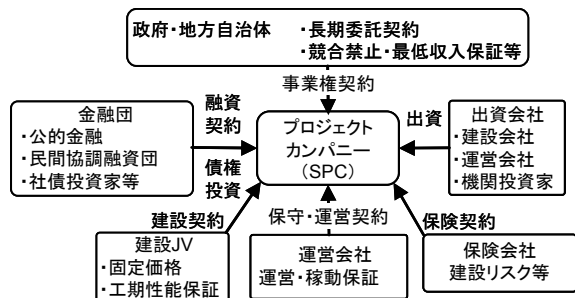 政府・地方自治体 ・長期委託契約
・競合禁止・最低収入保証等
事業権契約
金融団
・公的金融
・民間協調融資団
・社債投資家等
融資
契約
債権
投資
プロジェクト
カンパニー
(SPC)
出資
出資会社
・建設会社
・運営会社
・機関投資家
建設契約
保守・運営契約
保険契約
建設JV
・固定価格
・工期性能保証
運営会社
運営・稼動保証
保険会社
建設リスク等